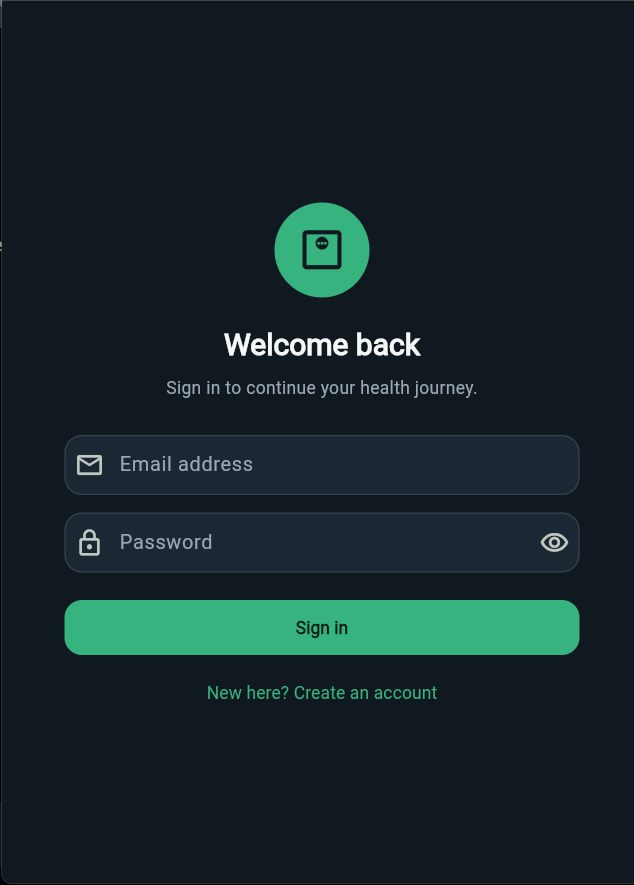 Welcome back
Sign in to continue your health journey.
Email address
Password
Sign in
New here? Create an account